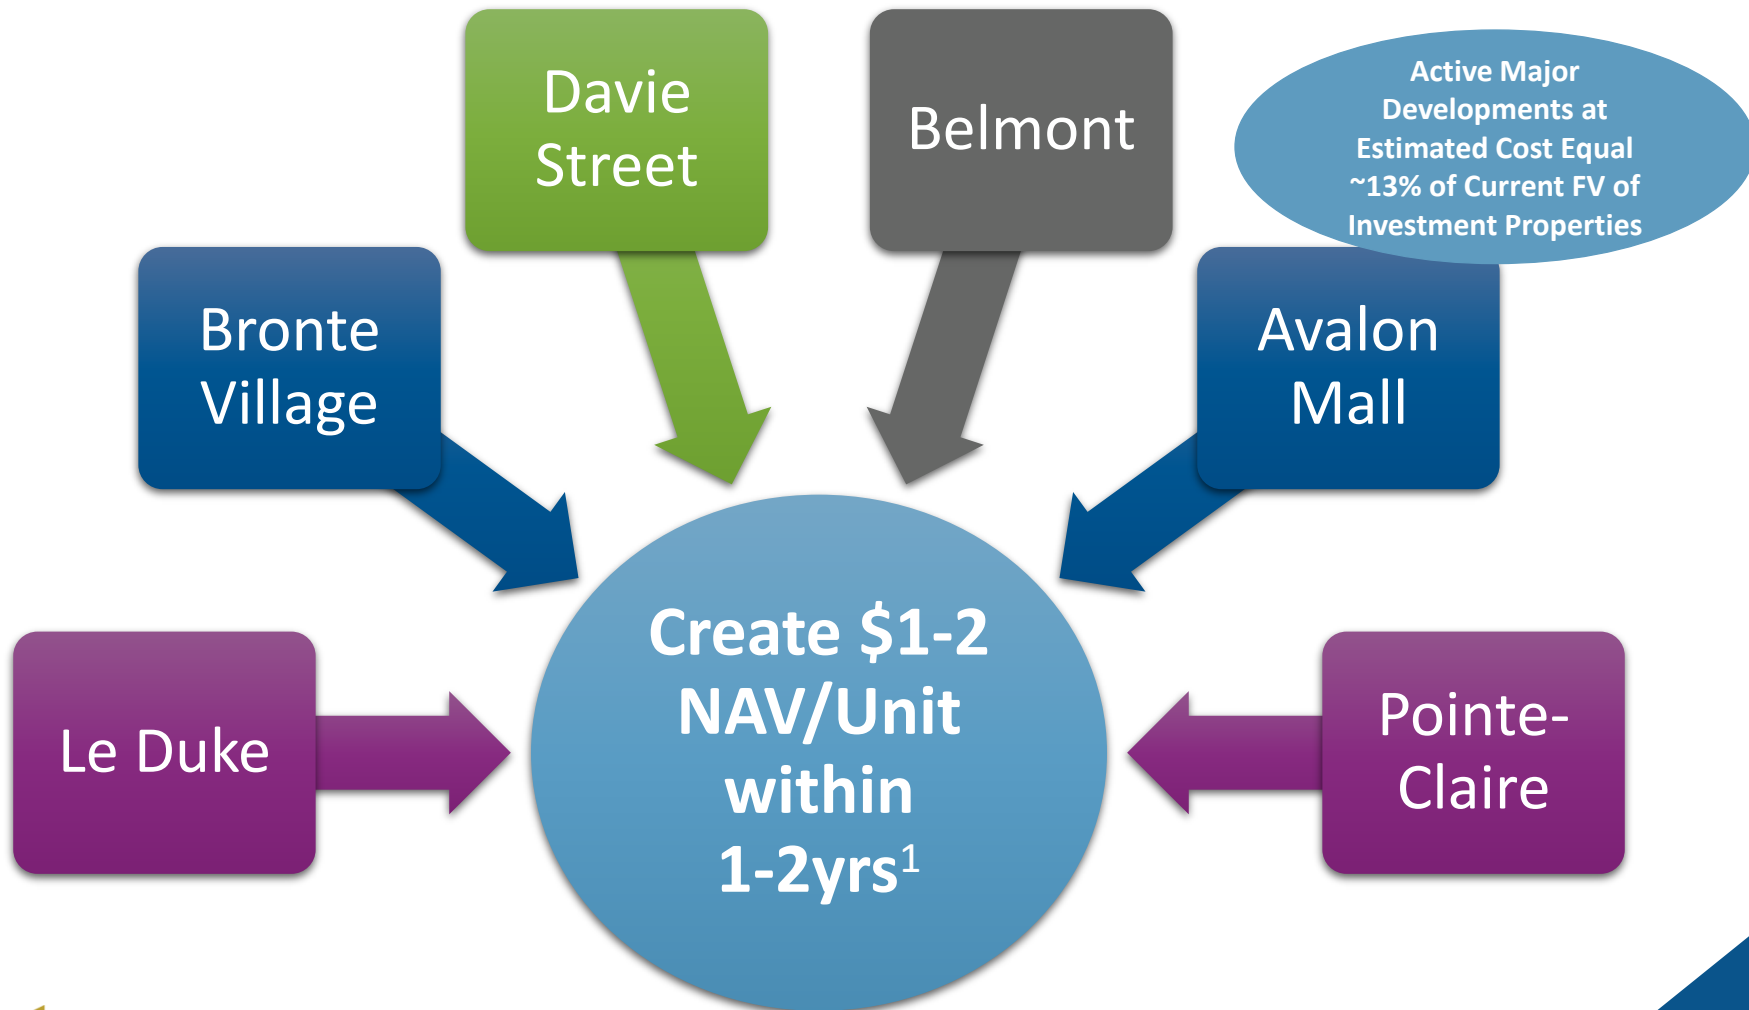 Davie
Street
Belmont
Active Major
Developments at
Estimated Cost Equal
~13% of Current FV of
Investment Properties
Bronte
Village
Avalon
Mall
Le Duke
Create $1-2
NAV/Unit
within
1-2yrs¹
Pointe-
Claire